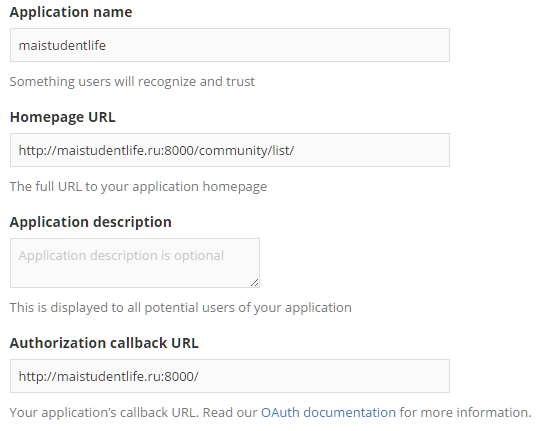 Application name
maistudentlife
Something users will recognize and trust
Homepage URL
http://maistudentlife.ru:8000/community/list/
The full URL to your application homepage
Application description
Application description is optional
This is displayed to all potential users of your application
Authorization callback URL
http://maistudentlife.ru:8000/
Your application’s callback URL. Read our OAuth documentation for more information.